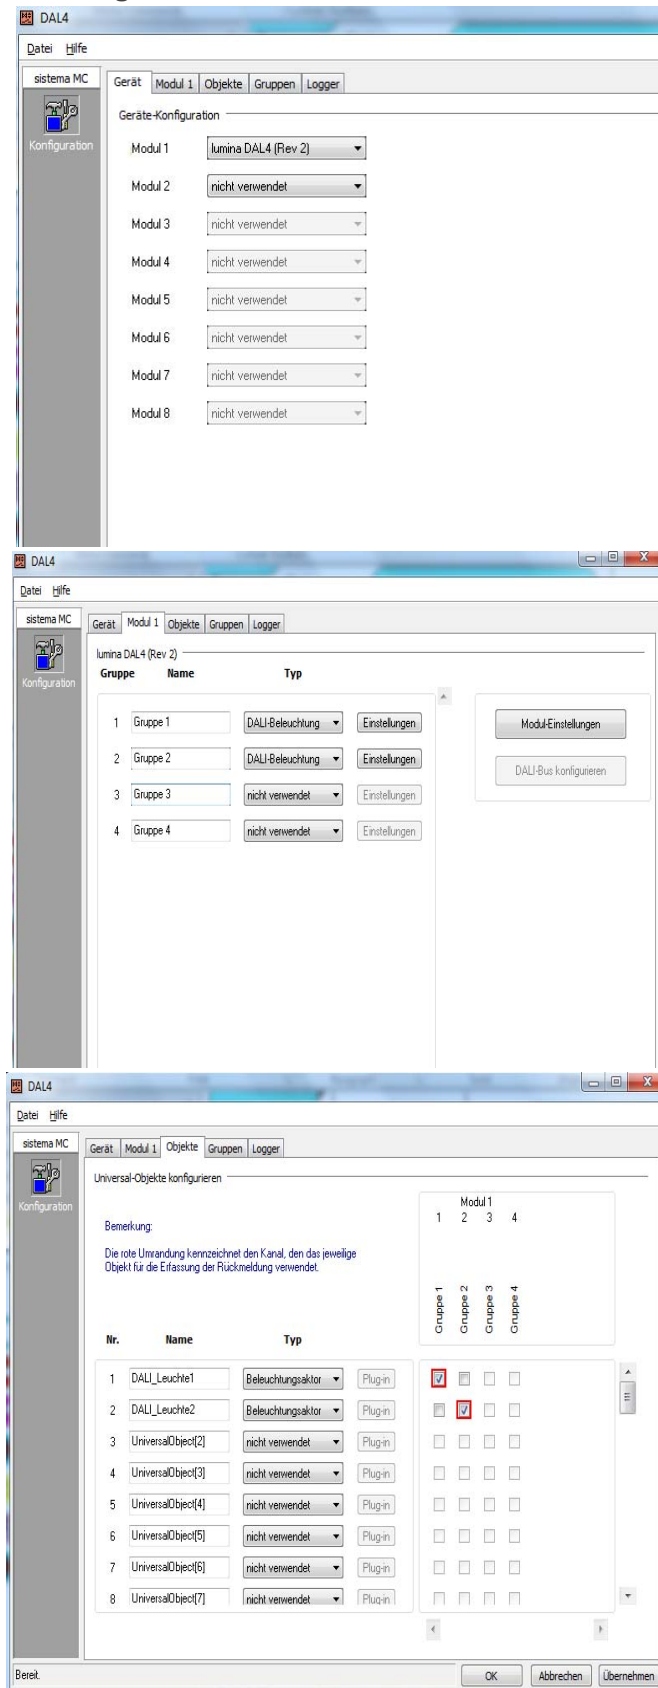 DAL4
Datei Hilfe
sistema MC
Gerät Modul 1 Objekte Gruppen Logger
Konfiguration
Geräte-Konfiguration
Modul 1 lumina DAL4 (Rev 2)
Modul 2 nicht verwendet
Modul 3 nicht verwendet
Modul 4 nicht verwendet
Modul 5 nicht verwendet
Modul 6 nicht verwendet
Modul 7 nicht verwendet
Modul 8 nicht verwendet
DAL4
Datei Hilfe
sistema MC
Gerät Modul 1 Objekte Gruppen Logger
Konfiguration
lumina DAL4 (Rev 2)
Gruppe Name Typ
1 Gruppe 1 DALI-Beleuchtung Einstellungen
2 Gruppe 2 DALI-Beleuchtung Einstellungen
3 Gruppe 3 nicht verwendet Einstellungen
4 Gruppe 4 nicht verwendet Einstellungen
Modul-Einstellungen
DALI-Bus konfigurieren
DAL4
Datei Hilfe
sistema MC
Gerät Modul 1 Objekte Gruppen Logger
Konfiguration
Universal-Objekte konfigurieren
Bemerkung:
Die rote Umrandung kennzeichnet den Kanal, den das jeweilige
Objekt für die Erfassung der Rückmeldung verwendet.
Modul 1
1 2 3 4
Gruppe 1
Gruppe 2
Gruppe 3
Gruppe 4
Nr. Name Typ
1 DALI_Leuchte1 Beleuchtungsaktor Plug-in
2 DALI_Leuchte2 Beleuchtungsaktor Plug-in
3 UniversalObject[2] nicht verwendet Plug-in
4 UniversalObject[3] nicht verwendet Plug-in
5 UniversalObject[4] nicht verwendet Plug-in
6 UniversalObject[5] nicht verwendet Plug-in
7 UniversalObject[6] nicht verwendet Plug-in
8 UniversalObject[7] nicht verwendet Plug-in
Bereit.
OK Abbrechen Übernehmen